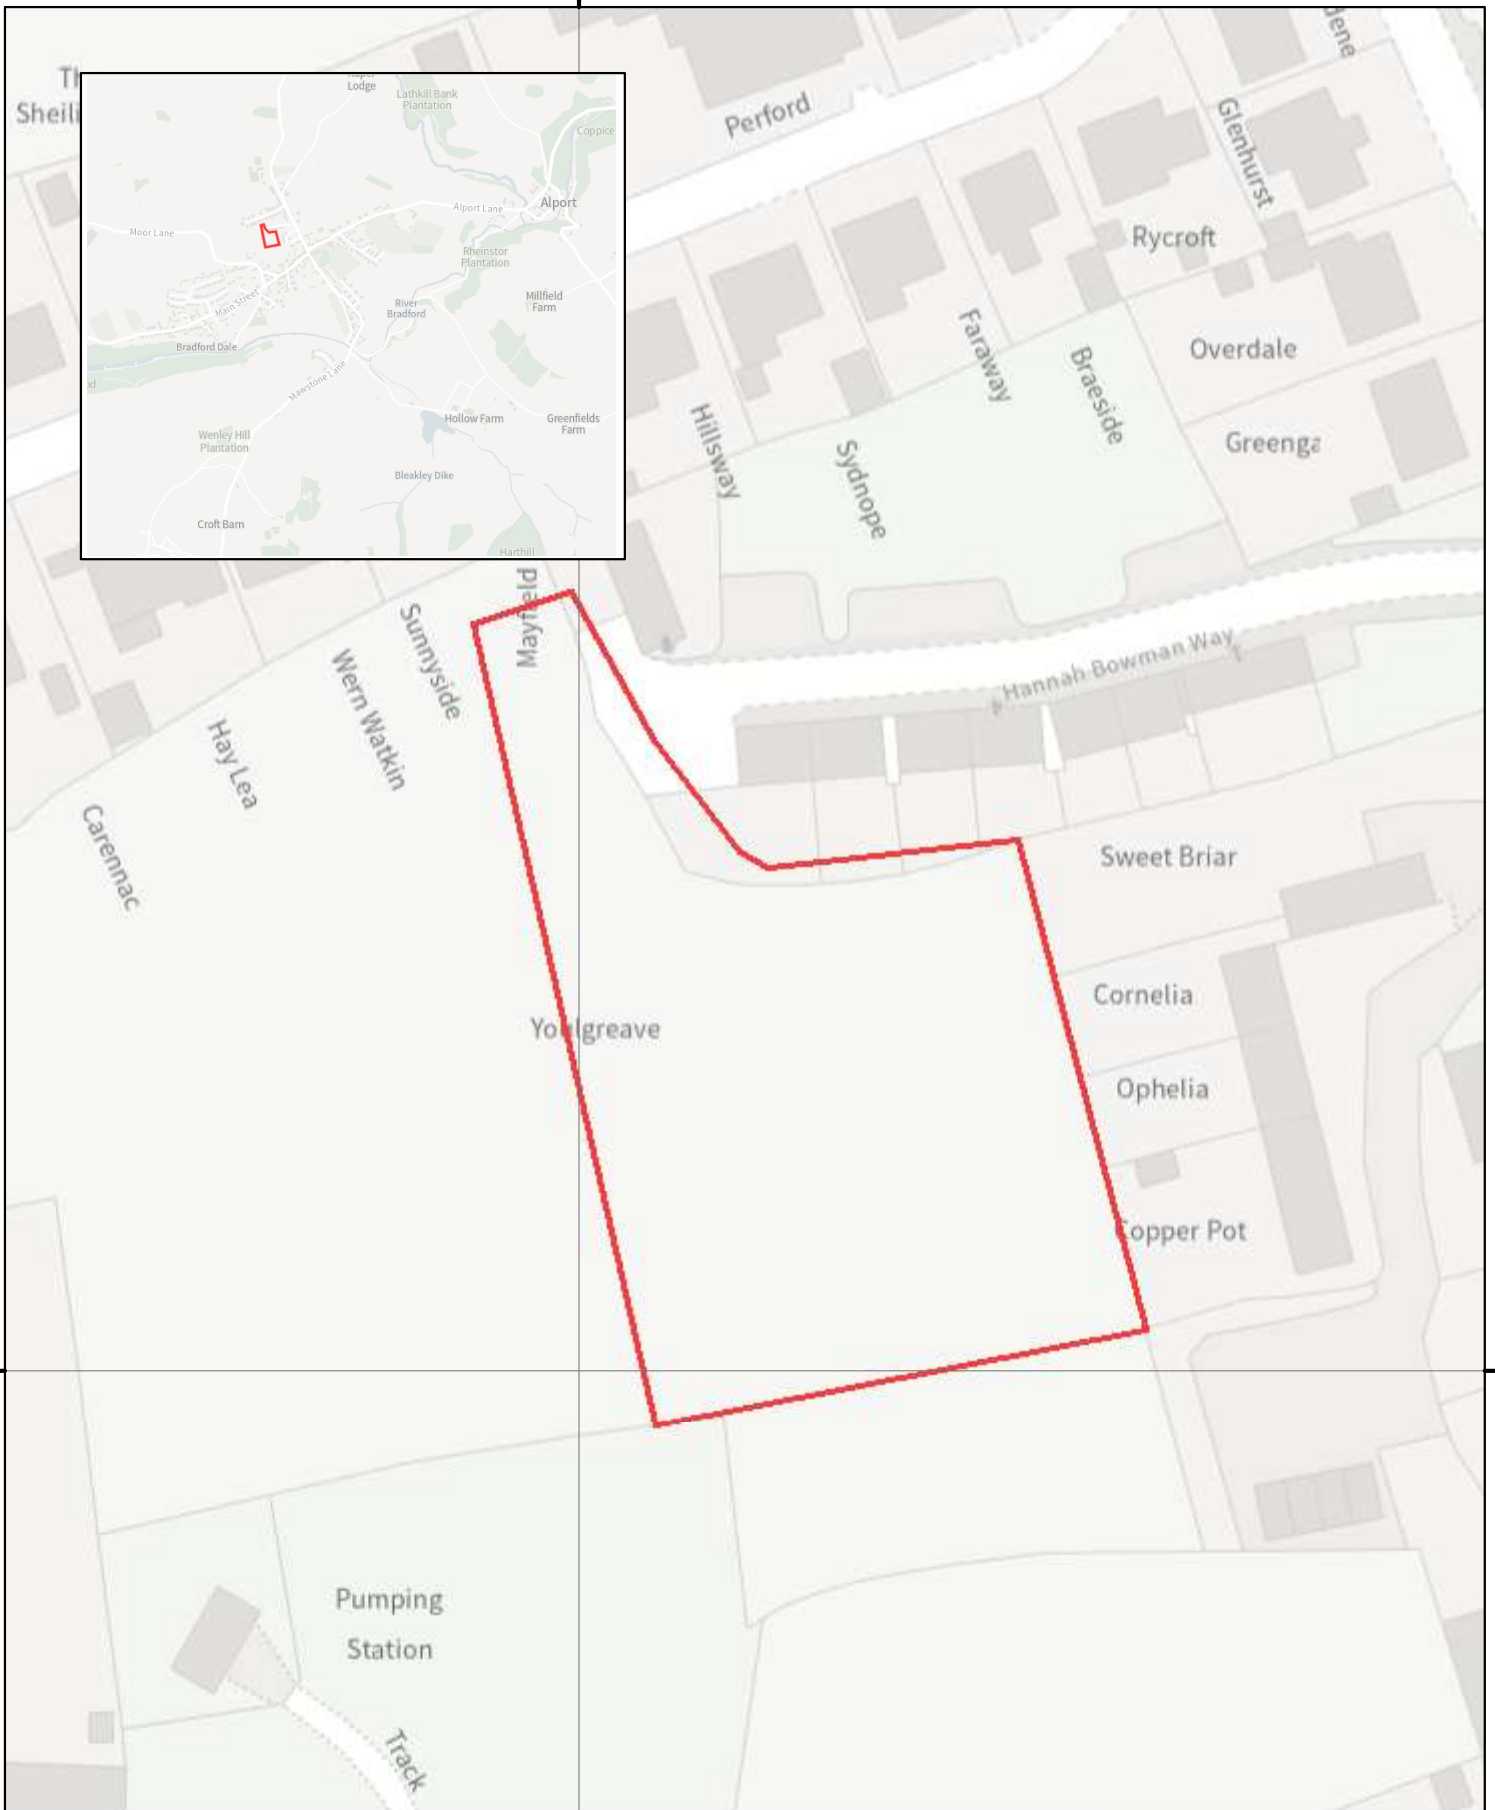 Perford
Glenhurst
Rycroft
Overdale
Greenga
Faraway
Braeside
Hillsway
Sydnope
Lodge
Lathkill Bank
Plantation
Coppice
Alport
Alport Lane
Moor Lane
Rheinstor
Plantation
Millfield
Farm
River
Bradford
Main Street
Bradford Dale
Mawstone Lane
Hollow Farm
Greenfields
Farm
Wenley Hill
Plantation
Bleakley Dike
Croft Barn
Harthill
Sunnyside
Wern Watkin
Hay Lea
Carennac
Hannah Bowman Way
Sweet Briar
Cornelia
Youlgreave
Ophelia
Copper Pot
Pumping
Station
Track